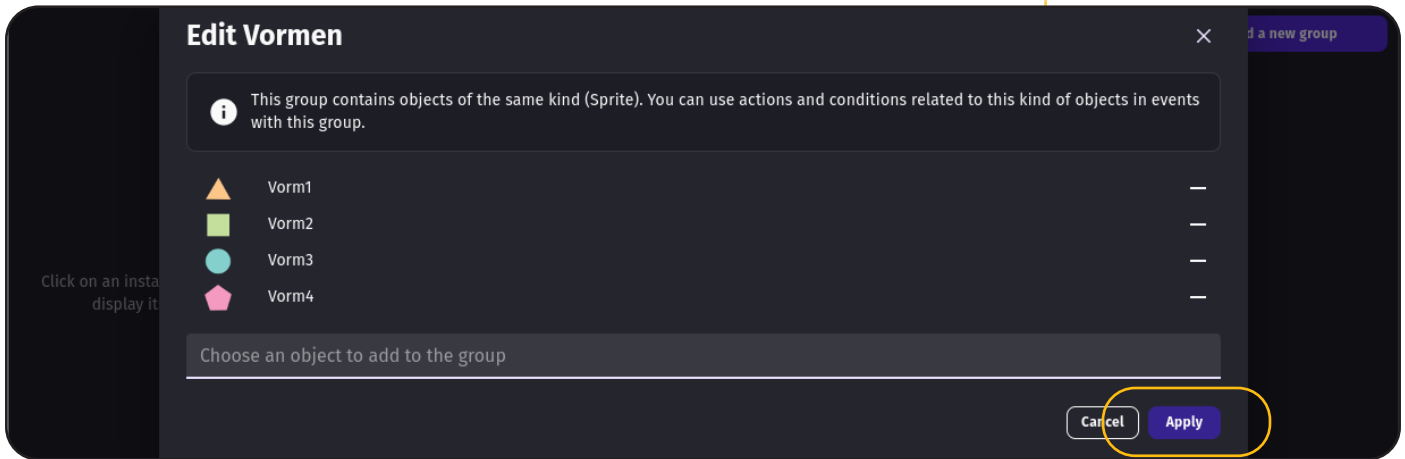 Edit Vormen
d a new group
This group contains objects of the same kind (Sprite). You can use actions and conditions related to this kind of objects in events
with this group.
Vorm1
Vorm2
Vorm3
Vorm4
Click on an insta
display it
Choose an object to add to the group
Cancel
Apply